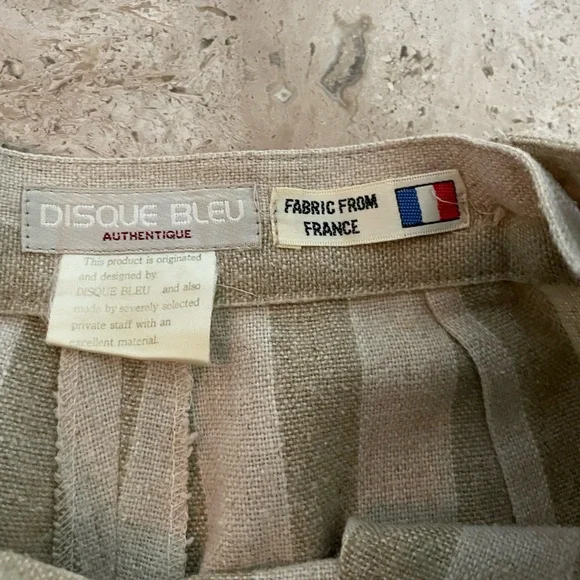 DISQUE BLEU
AUTHENTIQUE
FABRIC FROM
FRANCE
This product is originated
and designed by
DISQUE BLEU and also
made by severely selected
private staff with an
excellent material.